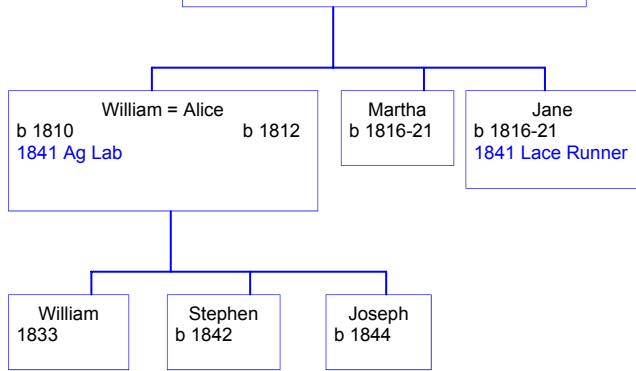 William = Alice
b 1810 b 1812
1841 Ag Lab
Martha
b 1816-21
Jane
b 1816-21
1841 Lace Runner
William
1833
Stephen
b 1842
Joseph
b 1844